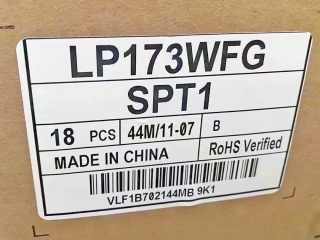 LP173WFG
SPT1
18 PCS 44M/11-07 B
MADE IN CHINA RoHS Verified
VLF1B702144MB 9K1